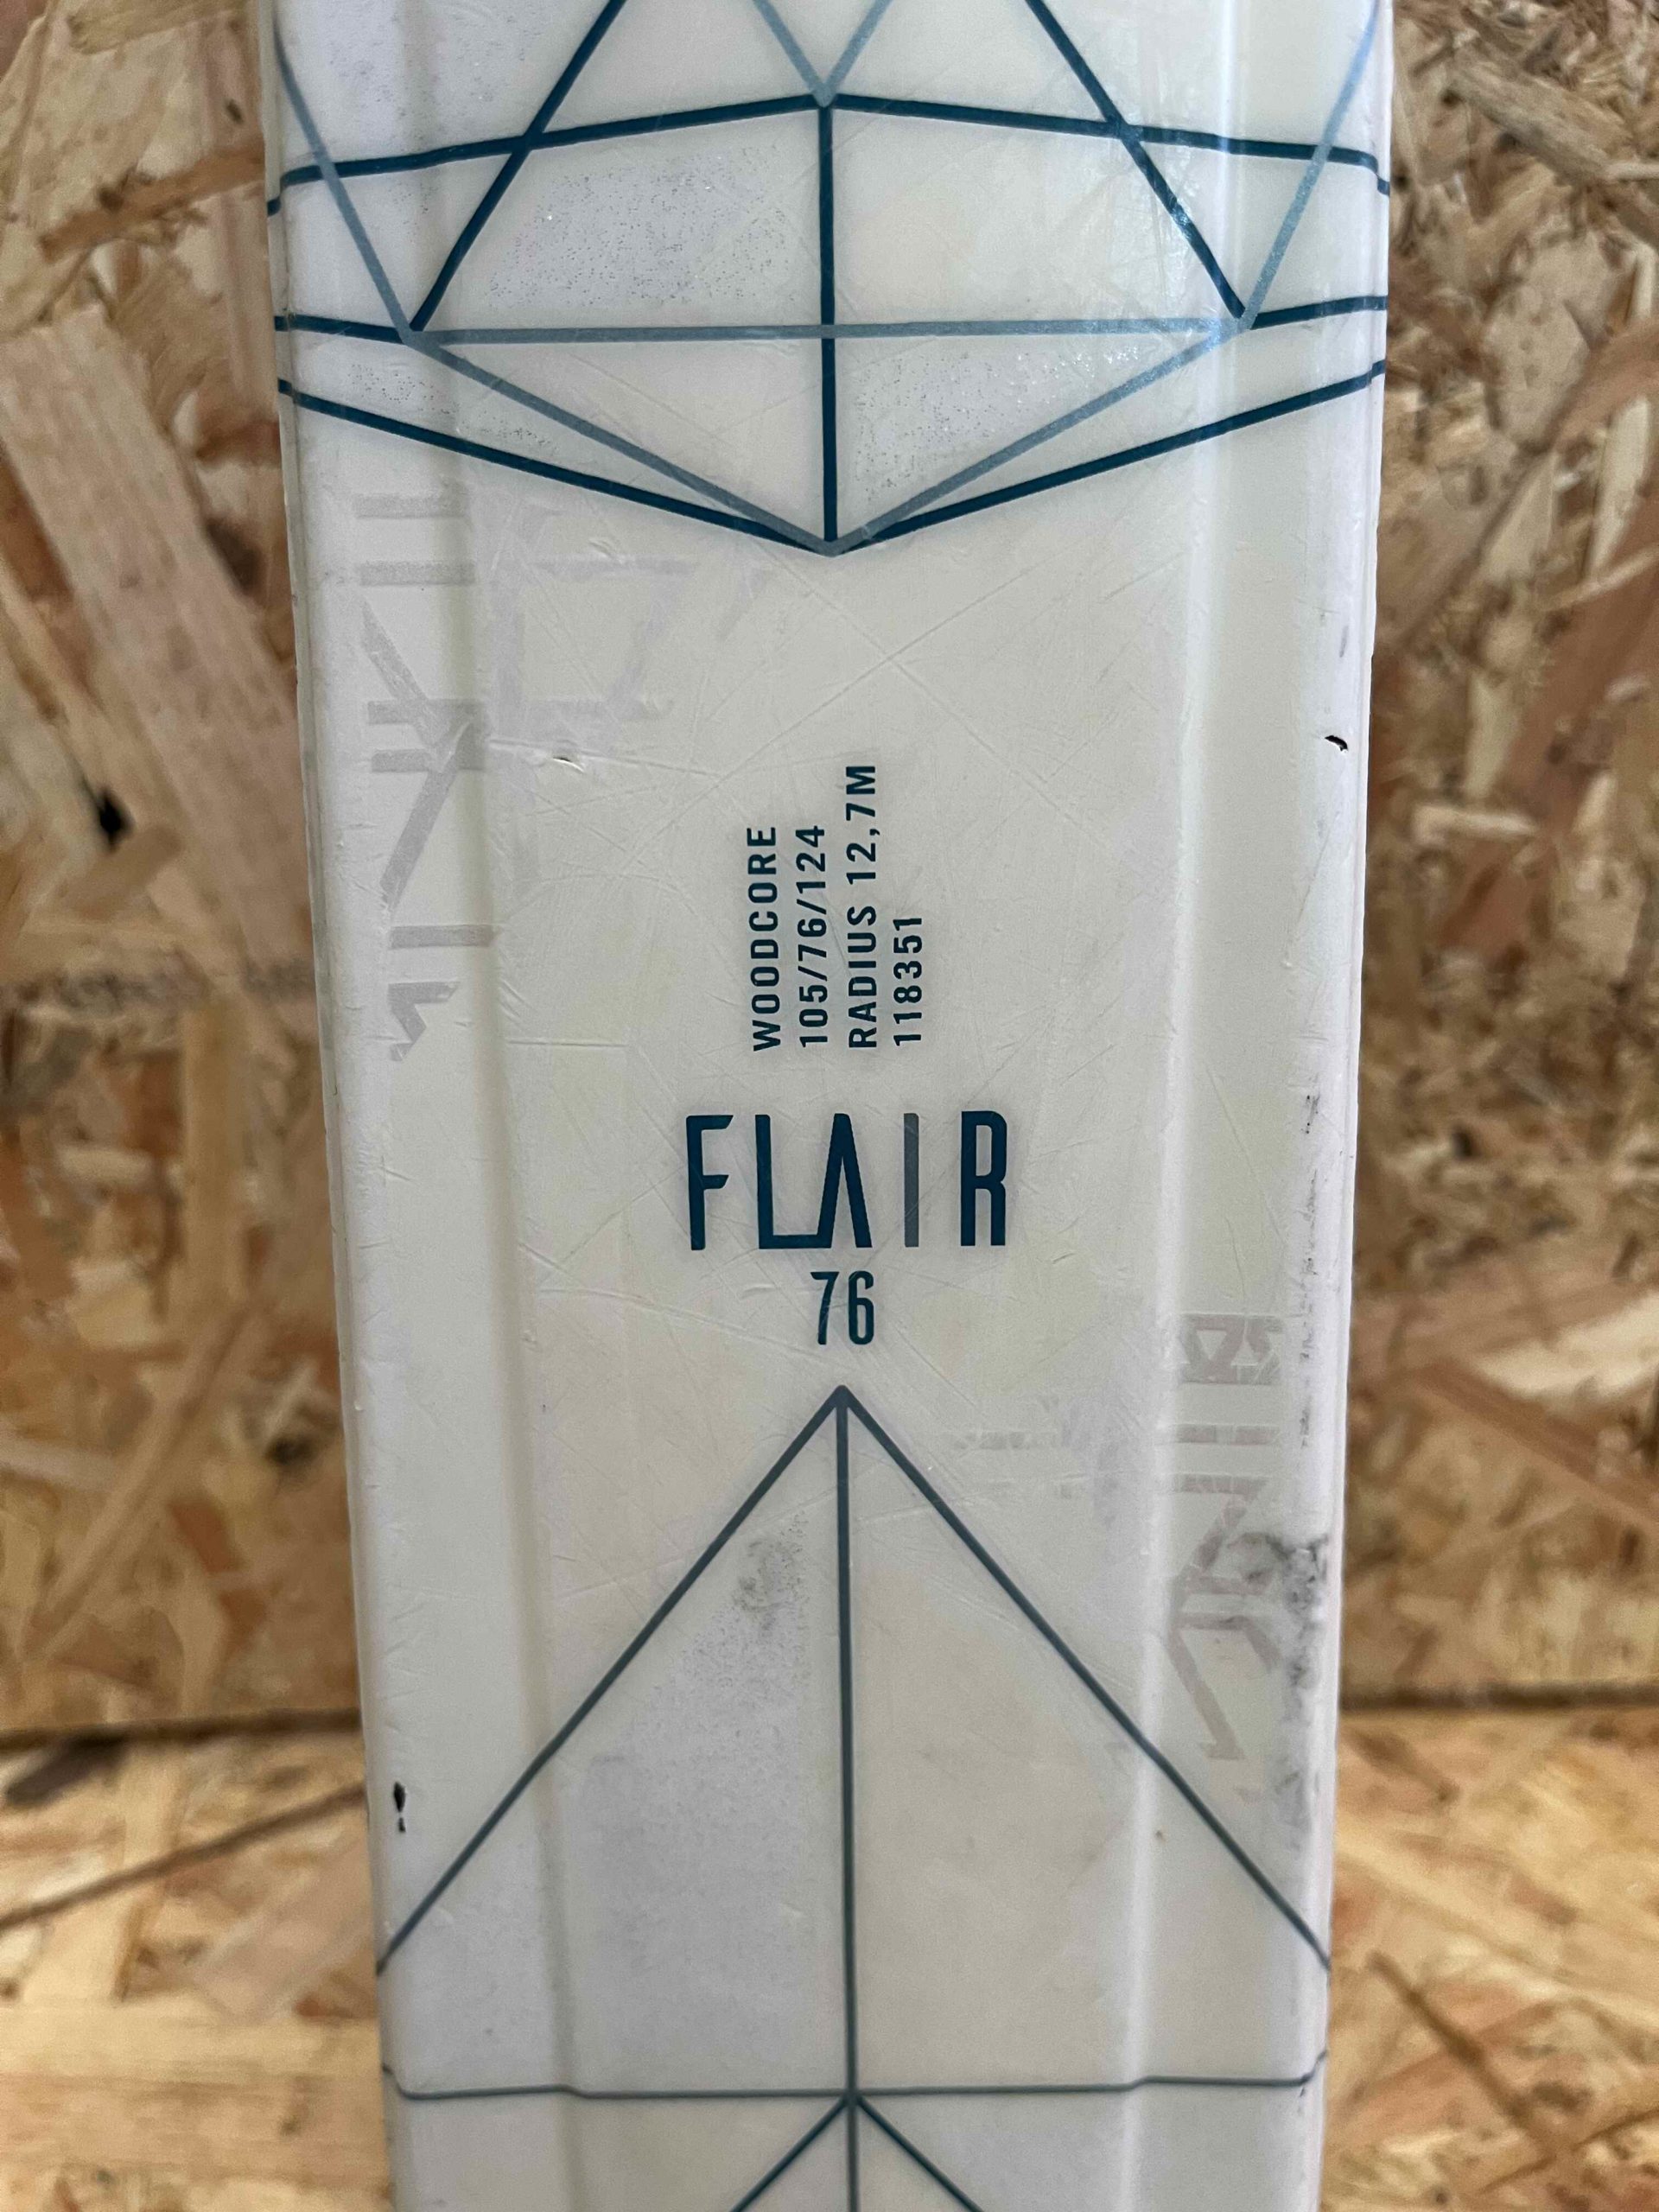 WOODCORE
105/76/124
RADIUS 12,7M
118351
FLAIR
76